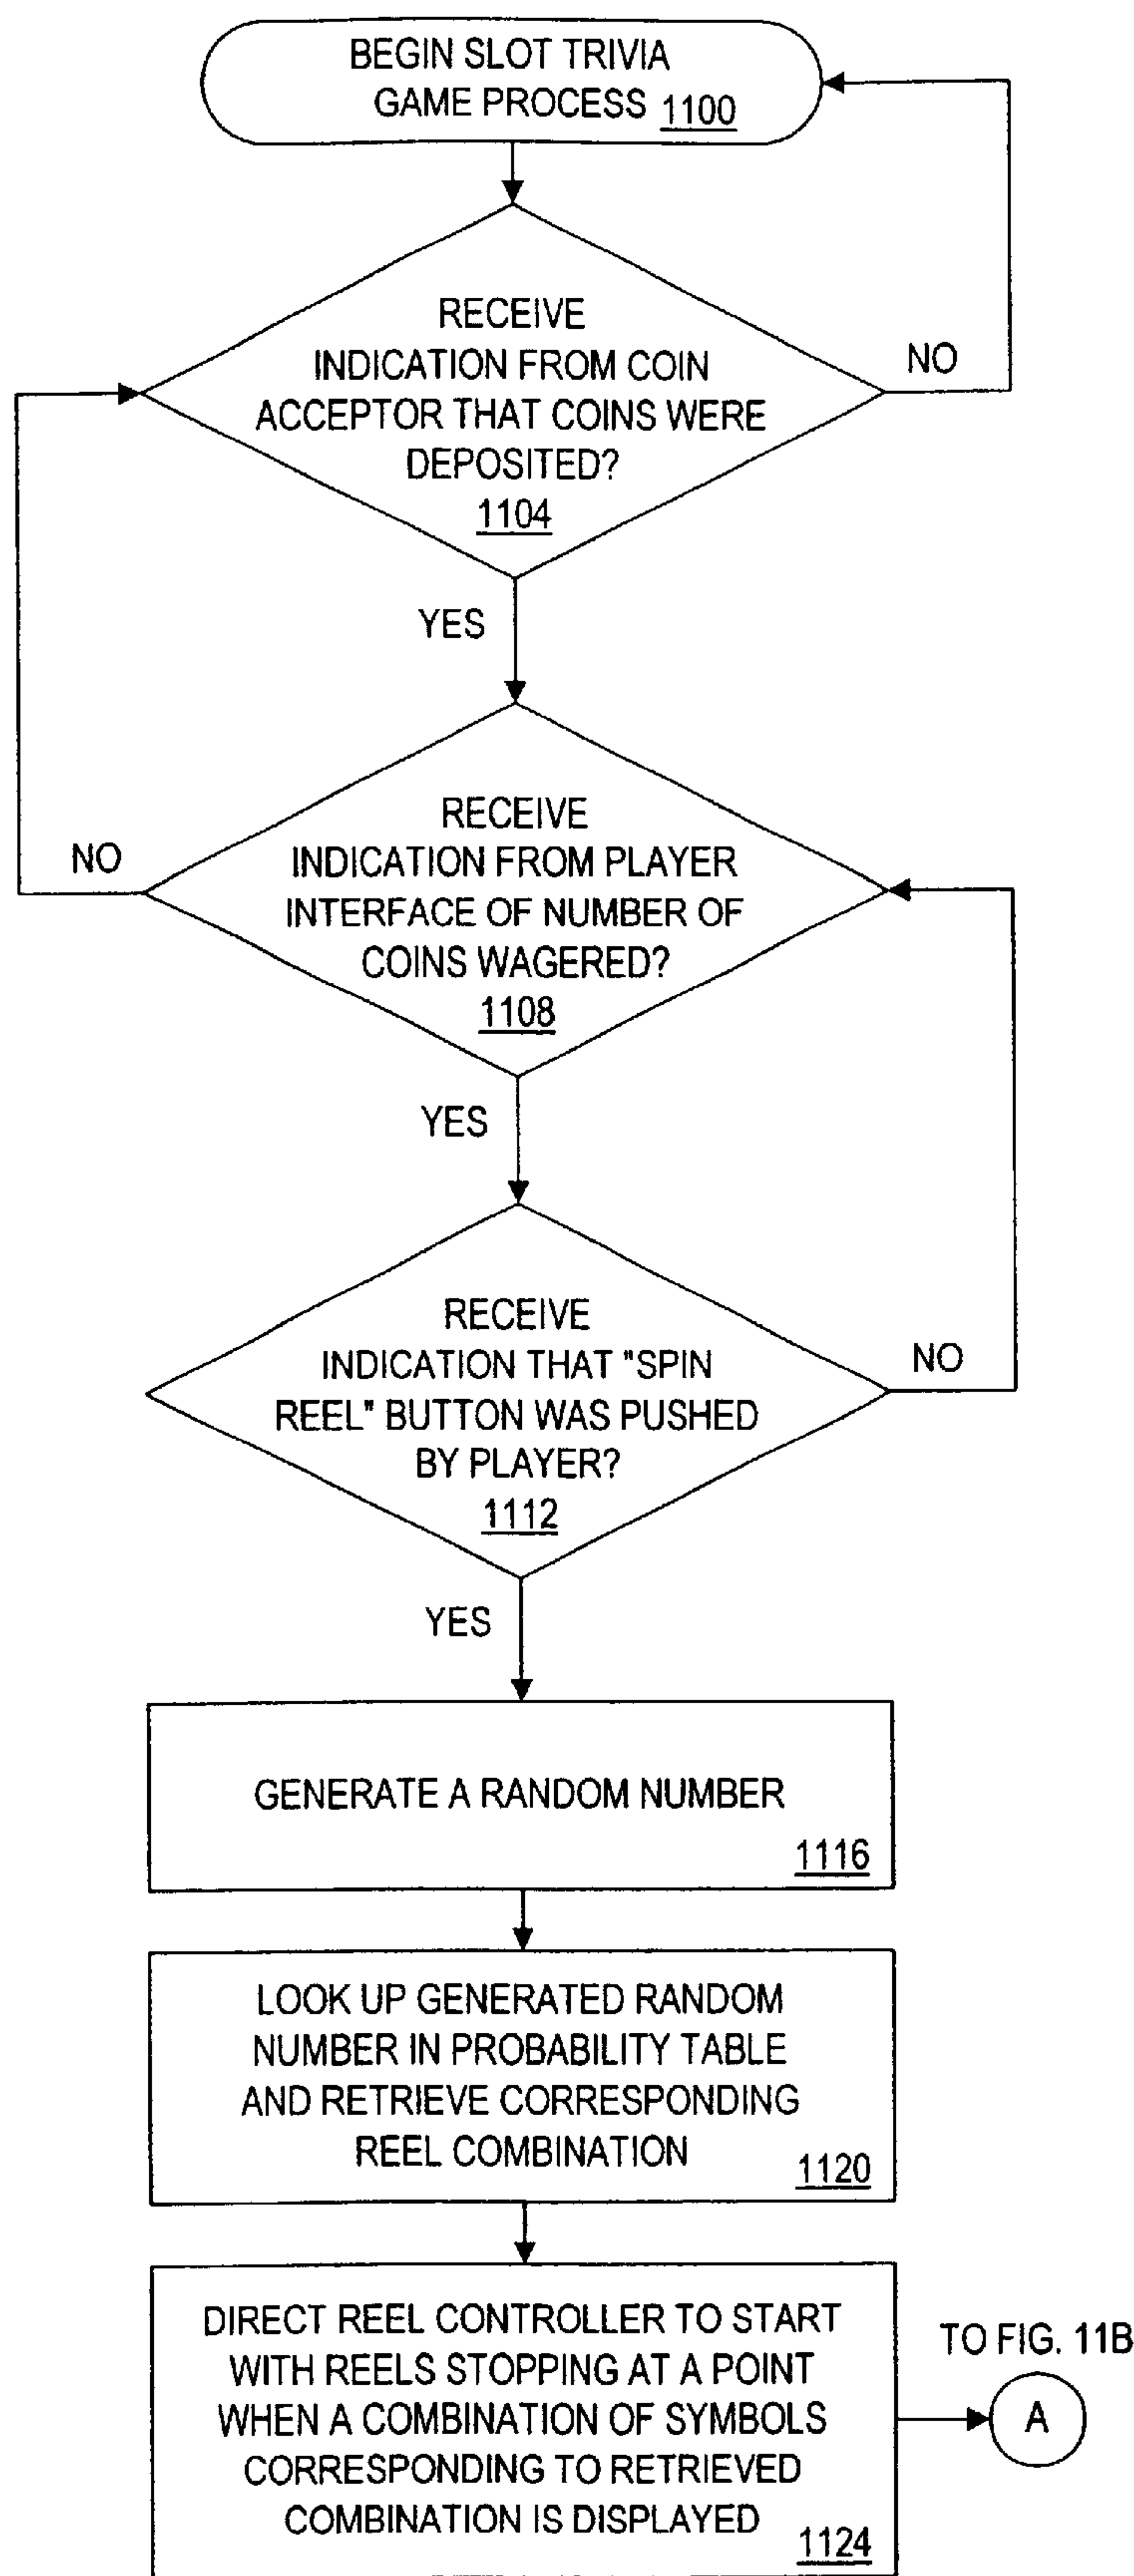 BEGIN SLOT TRIVIA
GAME PROCESS 1100
RECEIVE
INDICATION FROM COIN
ACCEPTOR THAT COINS WERE
DEPOSITED?
1104
NO
YES
RECEIVE
INDICATION FROM PLAYER
INTERFACE OF NUMBER OF
COINS WAGERED?
1108
NO
YES
RECEIVE
INDICATION THAT "SPIN
REEL" BUTTON WAS PUSHED
BY PLAYER?
1112
NO
YES
GENERATE A RANDOM NUMBER
1116
LOOK UP GENERATED RANDOM
NUMBER IN PROBABILITY TABLE
AND RETRIEVE CORRESPONDING
REEL COMBINATION
1120
DIRECT REEL CONTROLLER TO START
WITH REELS STOPPING AT A POINT
WHEN A COMBINATION OF SYMBOLS
CORRESPONDING TO RETRIEVED
COMBINATION IS DISPLAYED
1124
TO FIG. 11B
A